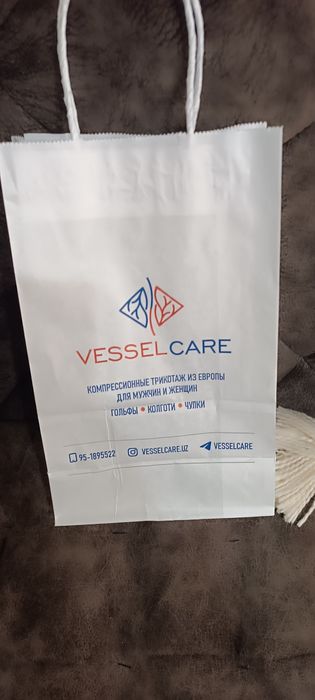 VESSELCARE
КОМПРЕССИОННЫЕ ТРИКОТАЖ ИЗ ЕВРОПЫ
ДЛЯ МУЖЧИН И ЖЕНЩИН
ГОЛЬФЫ • КОЛГОТИ • ЧУЛКИ
95-1895522 VESSELCARE.UZ VESSELCARE